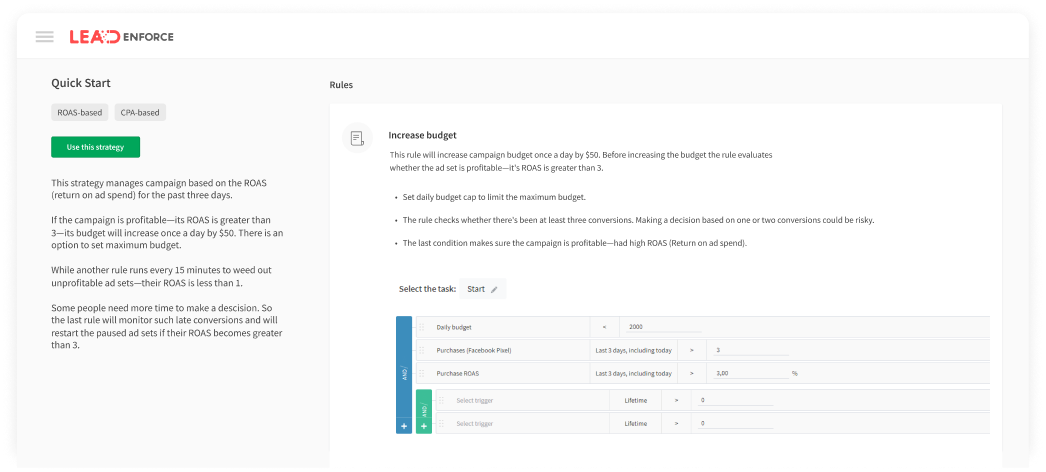 LEAD ENFORCE
Quick Start
ROAS-based
CPA-based
Use this strategy
This strategy manages campaign based on the ROAS
(return on ad spend) for the past three days.
If the campaign is profitable—its ROAS is greater than
3—its budget will increase once a day by $50. There is an
option to set maximum budget.
While another rule runs every 15 minutes to weed out
unprofitable ad sets—their ROAS is less than 1.
Some people need more time to make a descision. So
the last rule will monitor such late conversions and will
restart the paused ad sets if their ROAS becomes greater
than 3.
Rules
Increase budget
This rule will increase campaign budget once a day by $50. Before increasing the budget the rule evaluates
whether the ad set is profitable—it's ROAS is greater than 3.
• Set daily budget cap to limit the maximum budget.
• The rule checks whether there's been at least three conversions. Making a decision based on one or two conversions could be risky.
• The last condition makes sure the campaign is profitable—had high ROAS (Return on ad spend).
Select the task: Start
AND /
Daily budget < 2000
Purchases (Facebook Pixel) Last 3 days, including today > 3
Purchase ROAS Last 3 days, including today > 3,00 %
AND /
Select trigger Lifetime > 0
Select trigger Lifetime > 0
+ +